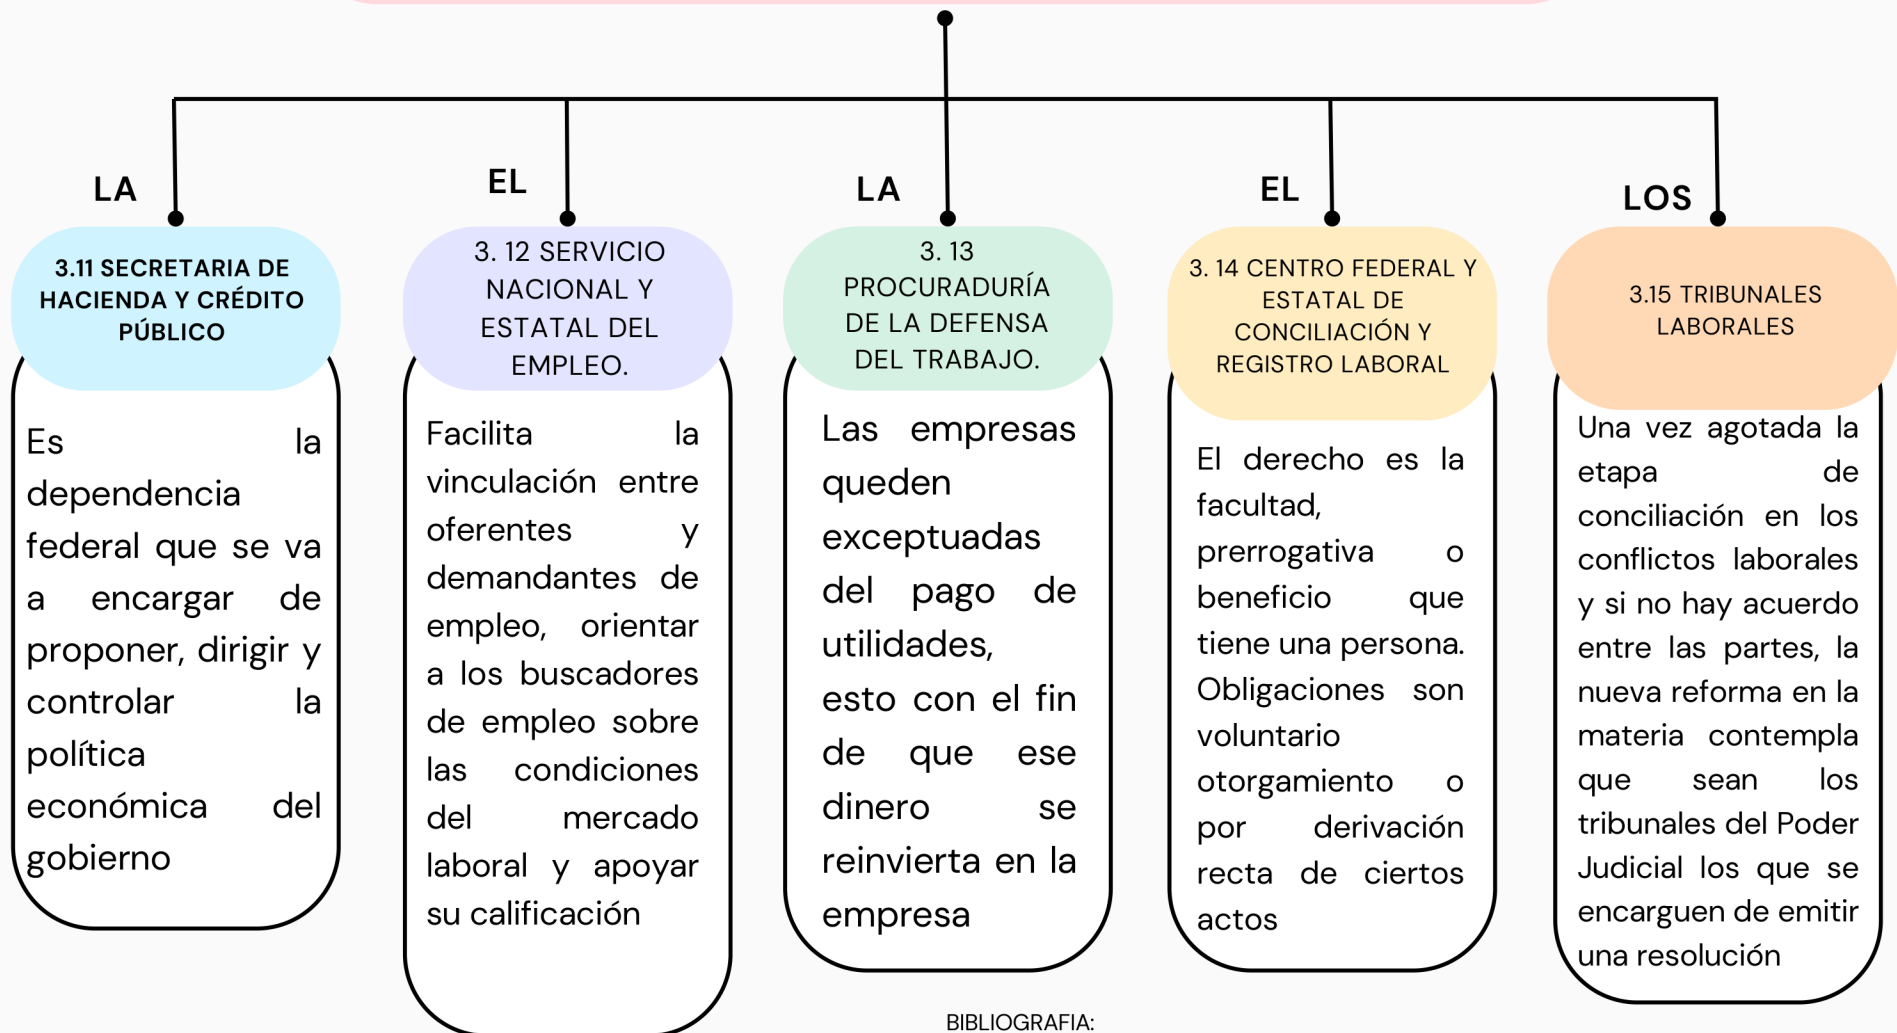 LA
3.11 SECRETARIA DE
HACIENDA Y CRÉDITO
PÚBLICO
Es la
dependencia
federal que se va
a encargar de
proponer, dirigir y
controlar la
política
económica del
gobierno
EL
3. 12 SERVICIO
NACIONAL Y
ESTATAL DEL
EMPLEO.
Facilita la
vinculación entre
oferentes y
demandantes de
empleo, orientar
a los buscadores
de empleo sobre
las condiciones
del mercado
laboral y apoyar
su calificación
LA
3. 13
PROCURADURÍA
DE LA DEFENSA
DEL TRABAJO.
Las empresas
queden
exceptuadas
del pago de
utilidades,
esto con el fin
de que ese
dinero se
reinvierta en la
empresa
EL
3. 14 CENTRO FEDERAL Y
ESTATAL DE
CONCILIACIÓN Y
REGISTRO LABORAL
El derecho es la
facultad,
prerrogativa o
beneficio que
tiene una persona.
Obligaciones son
voluntario
otorgamiento o
por derivación
recta de ciertos
actos
LOS
3.15 TRIBUNALES
LABORALES
Una vez agotada la
etapa de
conciliación en los
conflictos laborales
y si no hay acuerdo
entre las partes, la
nueva reforma en la
materia contempla
que sean los
tribunales del Poder
Judicial los que se
encarguen de emitir
una resolución
BIBLIOGRAFIA: